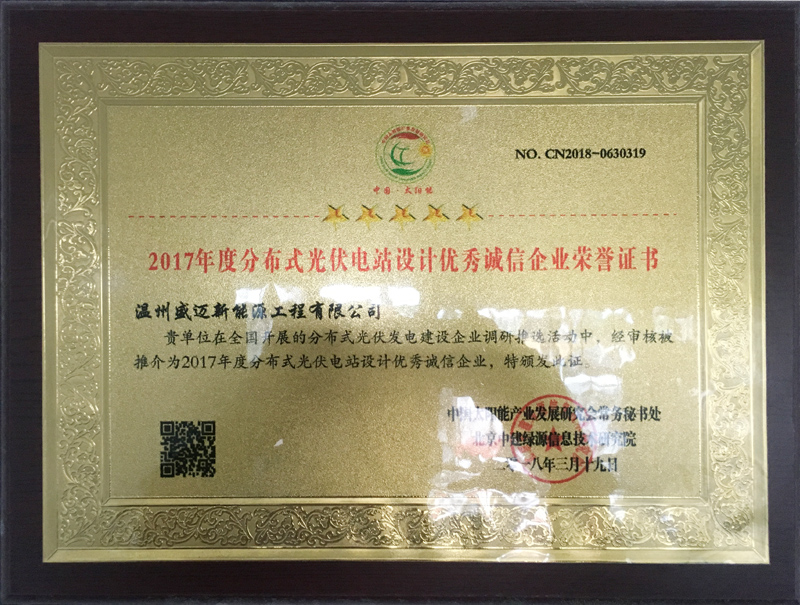 NO. CN2018-0630319
中国·太阳能
2017年度分布式光伏电站设计优秀诚信企业荣誉证书
温州盛迈新能源工程有限公司
贵单位在全国开展的分布式光伏发电建设企业调研推选活动中，经审核被
推介为2017年度分布式光伏电站设计优秀诚信企业，特颁发此证。
中国太阳能产业发展研究会常务秘书处
北京中建绿源信息技术研究院
二零一八年三月十九日